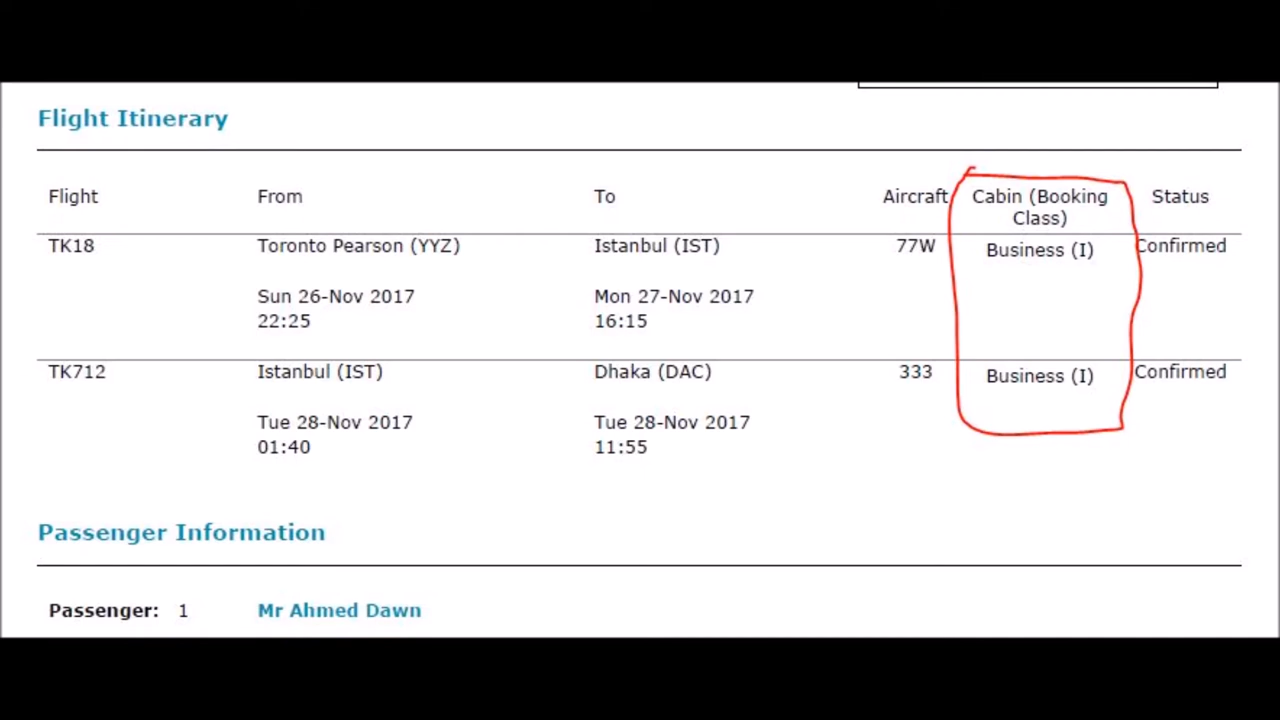 Flight Itinerary
Flight From To Aircraft Cabin (Booking Class) Status
TK18 Toronto Pearson (YYZ) Istanbul (IST) 77W Business (I) Confirmed
Sun 26-Nov 2017 Mon 27-Nov 2017
22:25 16:15
TK712 Istanbul (IST) Dhaka (DAC) 333 Business (I) Confirmed
Tue 28-Nov 2017 Tue 28-Nov 2017
01:40 11:55
Passenger Information
Passenger: 1 Mr Ahmed Dawn